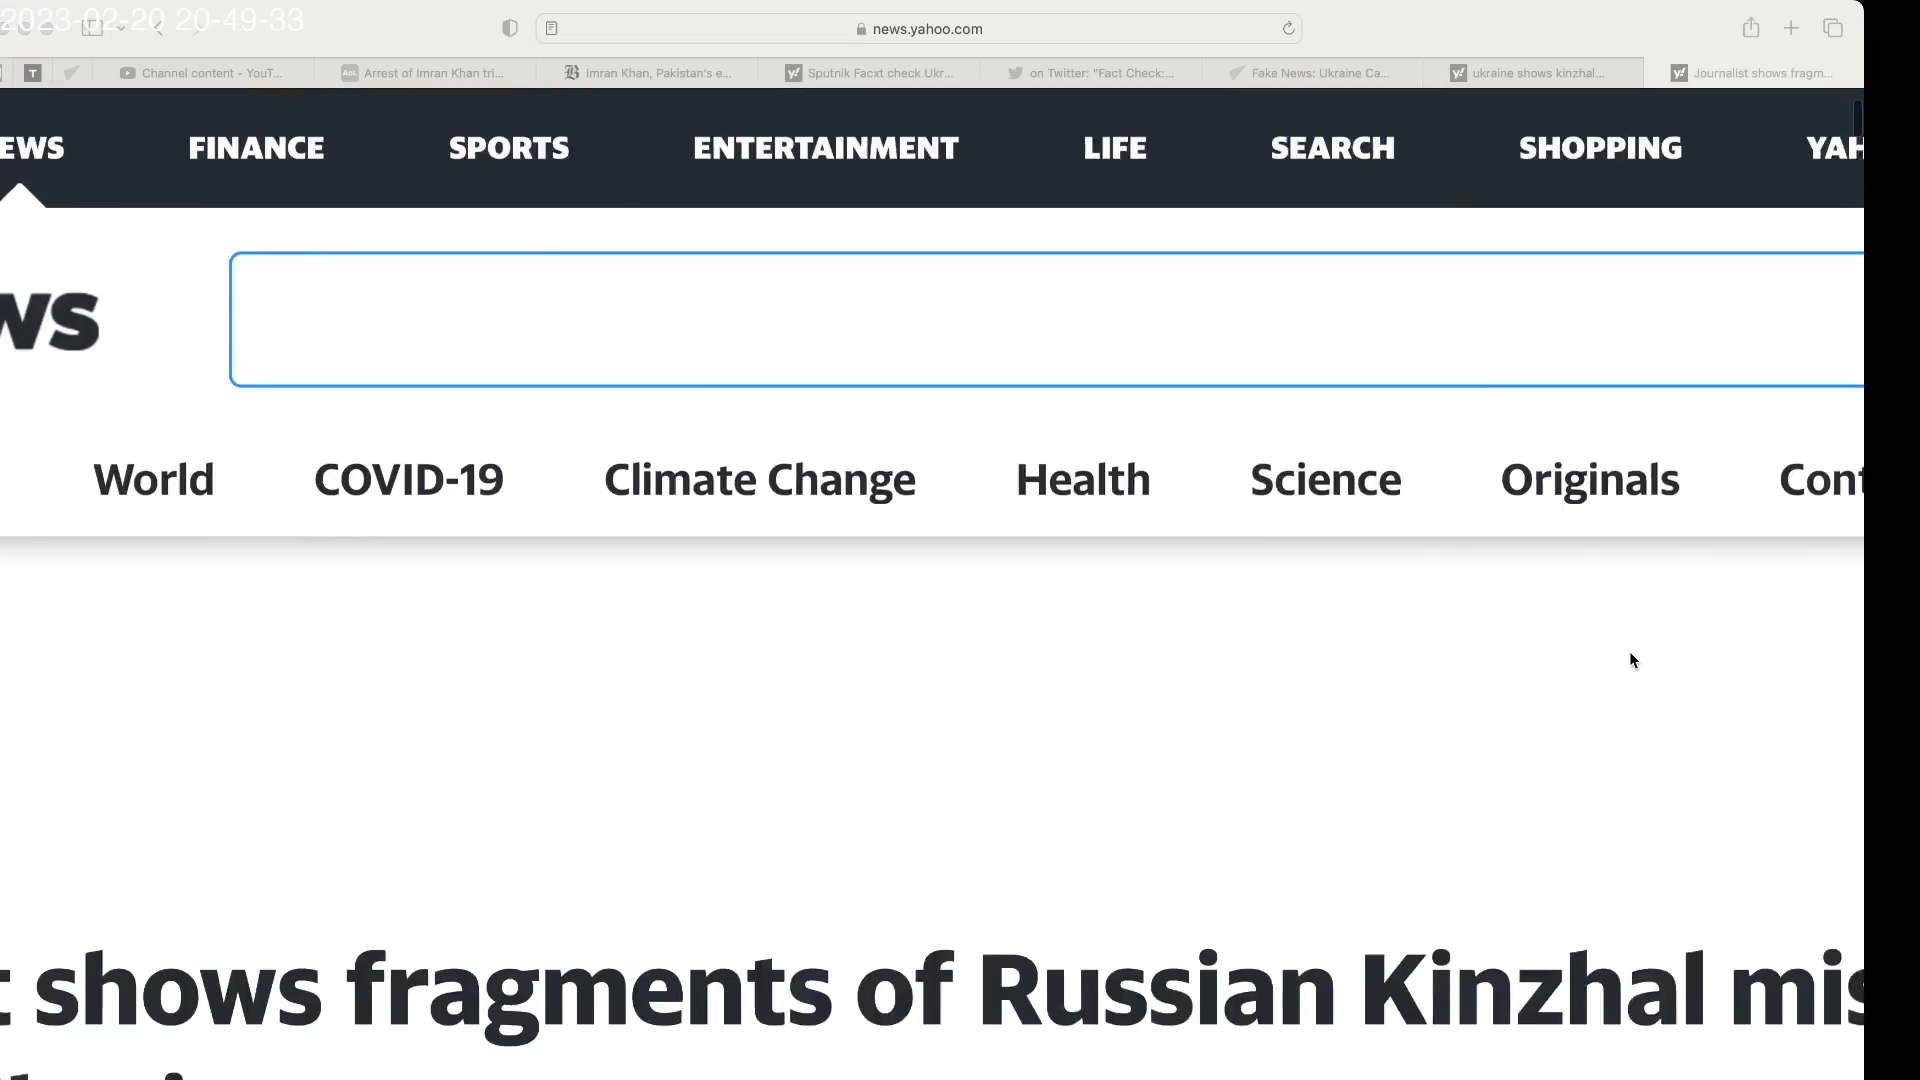 2023-02-20 20-49-33
news.yahoo.com
T
Channel content - YouT...
Aol. Arrest of Imran Khan tri...
B Imran Khan, Pakistan's e...
y! Sputnik Facxt check Ukr...
on Twitter: "Fact Check:...
Fake News: Ukraine Ca...
y! ukraine shows kinzhal...
y! Journalist shows fragm...
EWS FINANCE SPORTS ENTERTAINMENT LIFE SEARCH SHOPPING YAH
ws
World COVID-19 Climate Change Health Science Originals Cont
t shows fragments of Russian Kinzhal mis